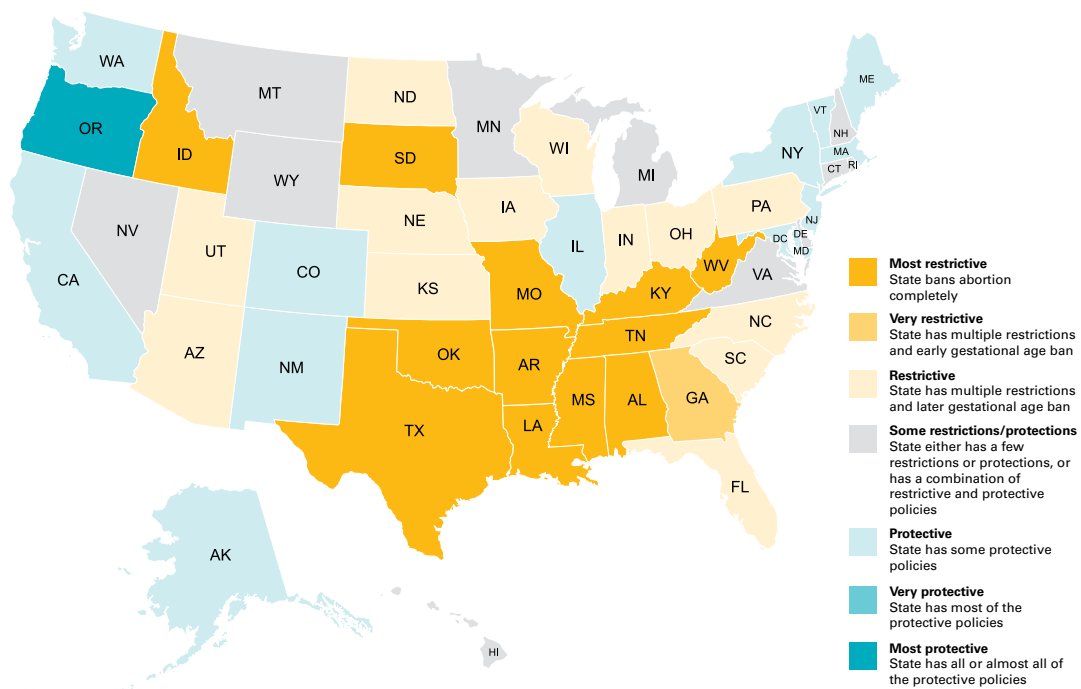 WA
OR
ID
MT
ND
MN
WI
MI
SD
WY
NE
IA
NV
UT
CO
CA
KS
AZ
NM
OK
TX
MO
AR
LA
IL
IN
OH
KY
TN
MS
AL
GA
WV
VA
NC
SC
FL
PA
NY
VT
NH
ME
MA
CT
RI
NJ
DE
DC
MD
AK
HI
Most restrictive
State bans abortion
completely
Very restrictive
State has multiple restrictions
and early gestational age ban
Restrictive
State has multiple restrictions
and later gestational age ban
Some restrictions/protections
State either has a few
restrictions or protections, or
has a combination of
restrictive and protective
policies
Protective
State has some protective
policies
Very protective
State has most of the
protective policies
Most protective
State has all or almost all of
the protective policies